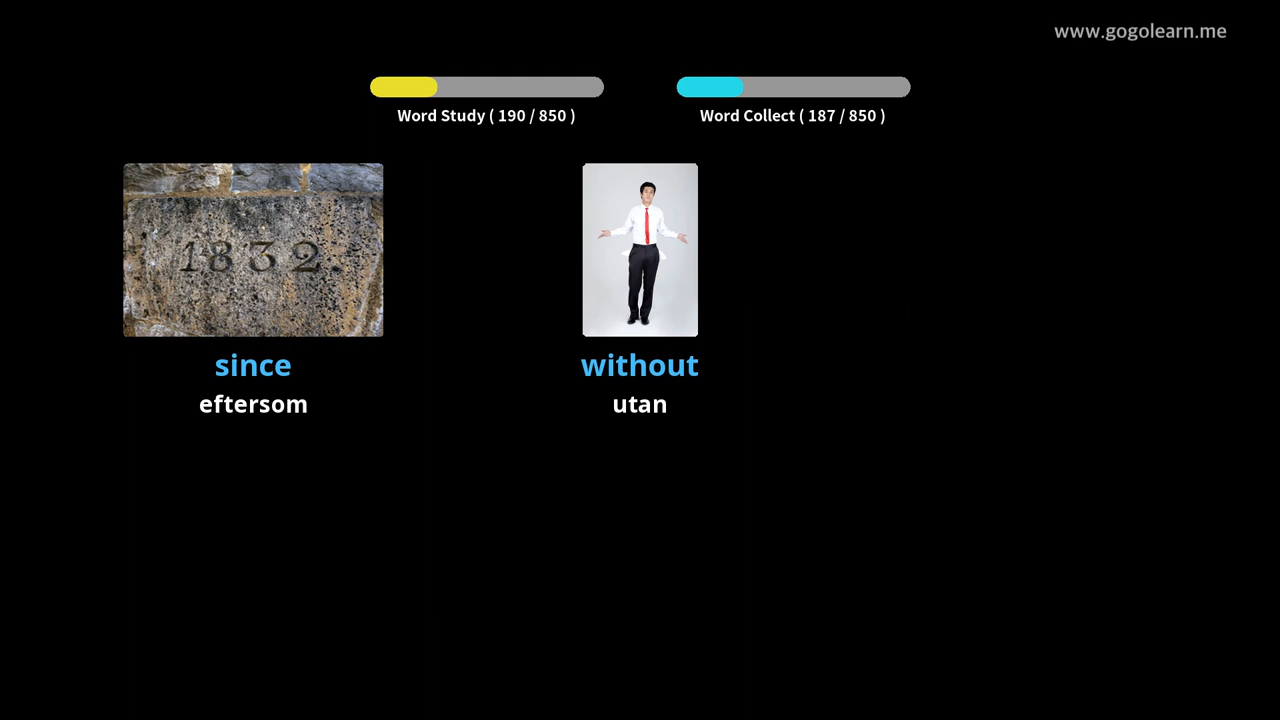 www.gogolearn.me
Word Study ( 190 / 850 )
Word Collect ( 187 / 850 )
1832.
since
without
eftersom
utan